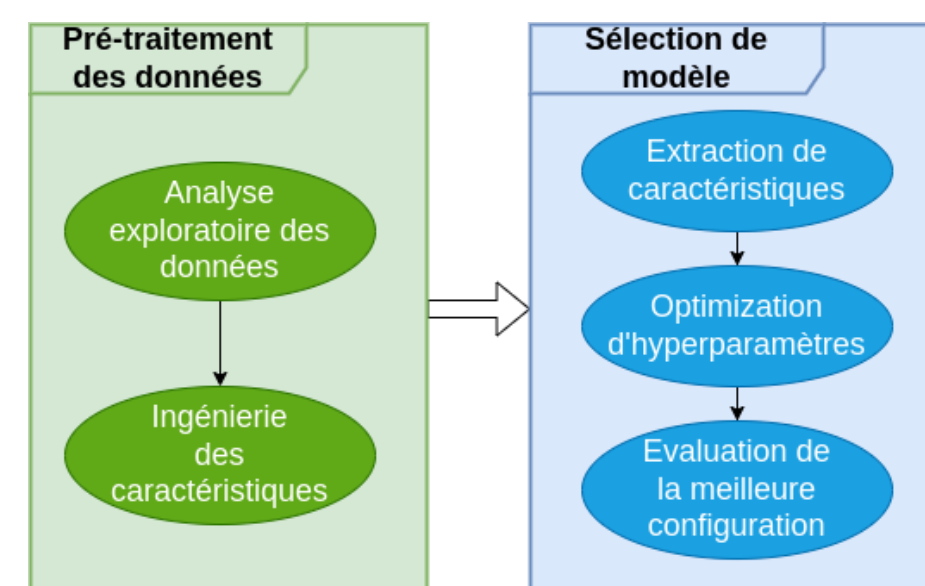 Pré-traitement
des données
Analyse
exploratoire des
données
Ingénierie
des
caractéristiques
Sélection de
modèle
Extraction de
caractéristiques
Optimization
d'hyperparamètres
Evaluation de
la meilleure
configuration